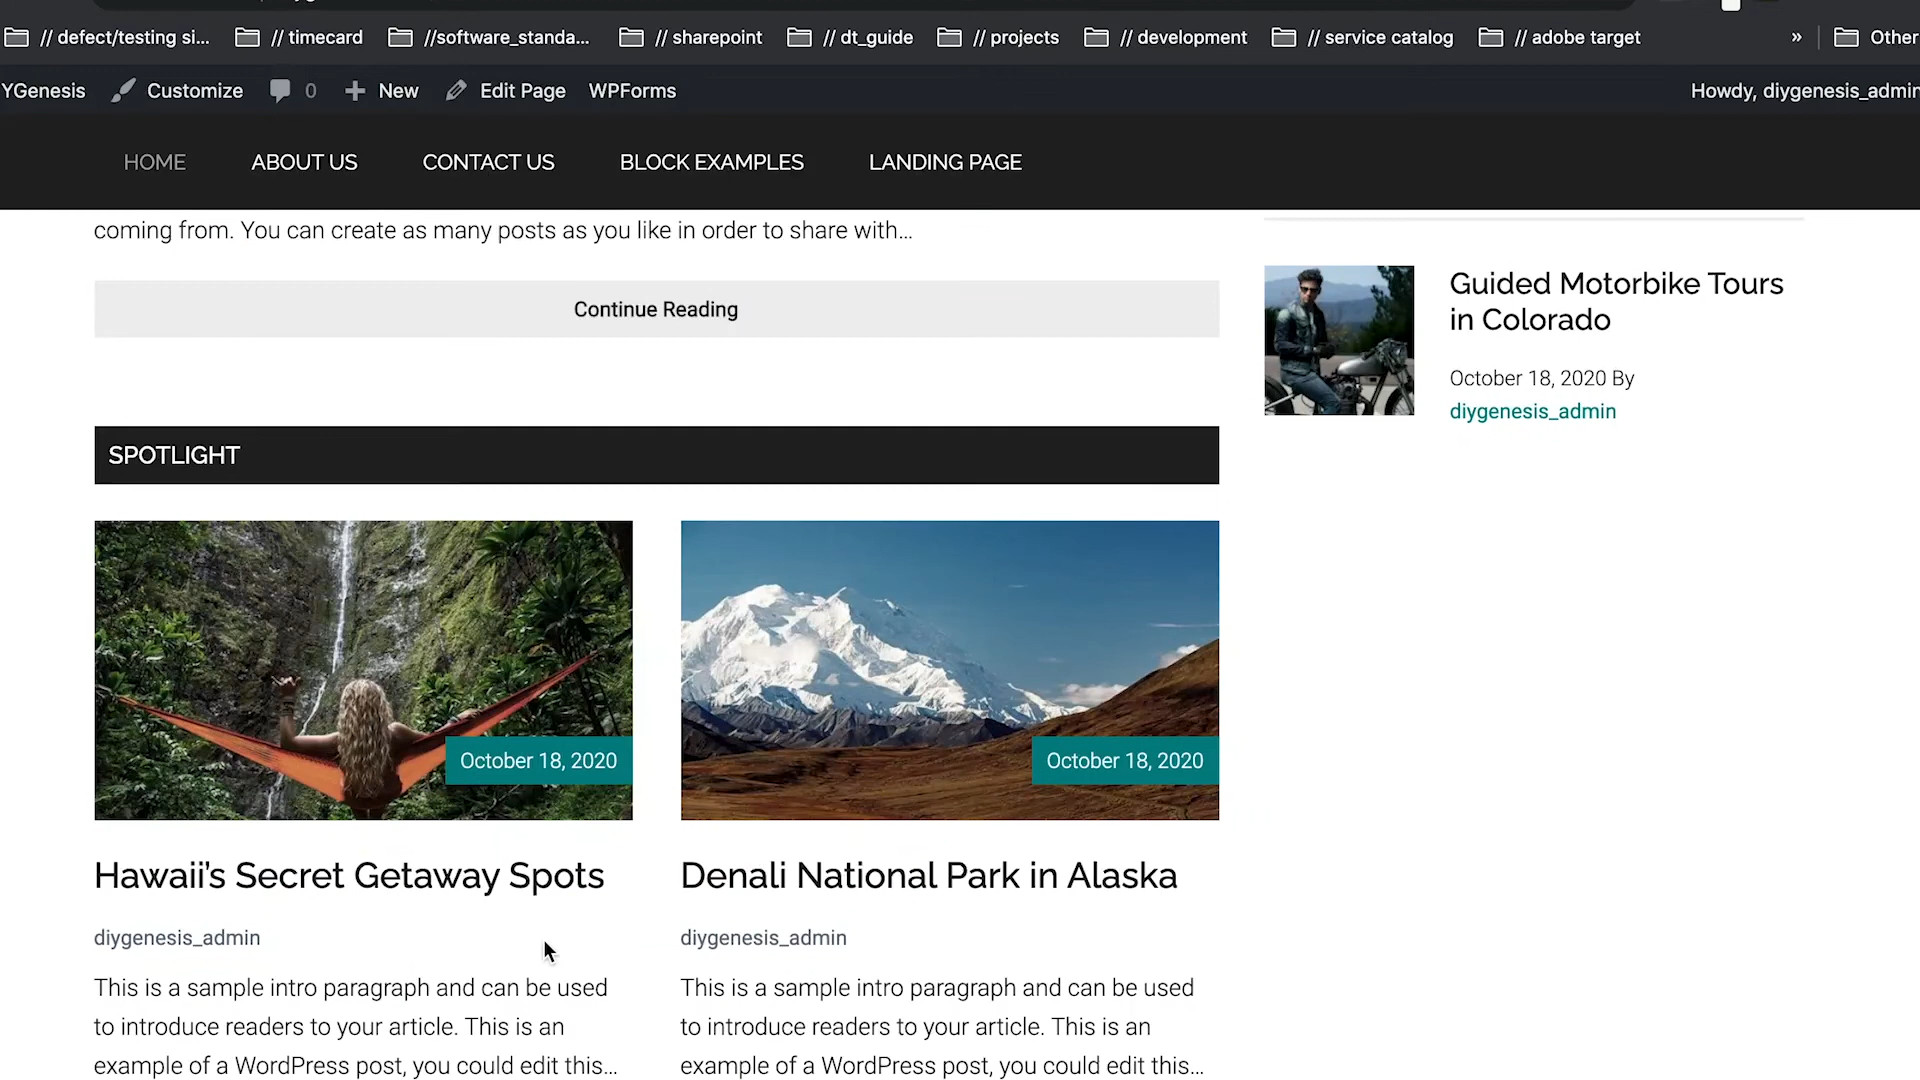 // defect/testing si... // timecard //software_standa... // sharepoint // dt_guide // projects // development // service catalog // adobe target » Other
YGenesis Customize 0 New Edit Page WPForms Howdy, diygenesis_admin
HOME ABOUT US CONTACT US BLOCK EXAMPLES LANDING PAGE
coming from. You can create as many posts as you like in order to share with...
Continue Reading
SPOTLIGHT
October 18, 2020
Hawaii’s Secret Getaway Spots
diygenesis_admin
This is a sample intro paragraph and can be used
to introduce readers to your article. This is an
example of a WordPress post, you could edit this...
October 18, 2020
Denali National Park in Alaska
diygenesis_admin
This is a sample intro paragraph and can be used
to introduce readers to your article. This is an
example of a WordPress post, you could edit this...
Guided Motorbike Tours
in Colorado
October 18, 2020 By
diygenesis_admin